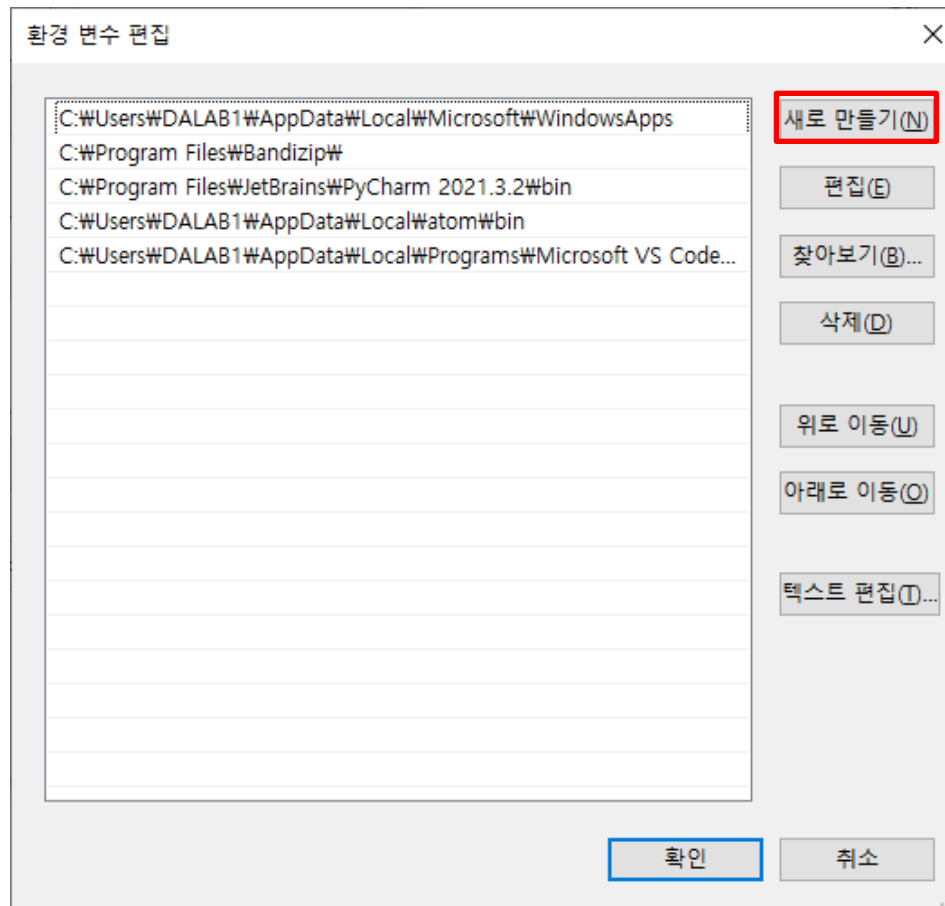 환경 변수 편집
C:₩Users₩DALAB1₩AppData₩Local₩Microsoft₩WindowsApps
C:₩Program Files₩Bandizip₩
C:₩Program Files₩JetBrains₩PyCharm 2021.3.2₩bin
C:₩Users₩DALAB1₩AppData₩Local₩atom₩bin
C:₩Users₩DALAB1₩AppData₩Local₩Programs₩Microsoft VS Code...
새로 만들기(N)
편집(E)
찾아보기(B)...
삭제(D)
위로 이동(U)
아래로 이동(O)
텍스트 편집(T)...
확인
취소